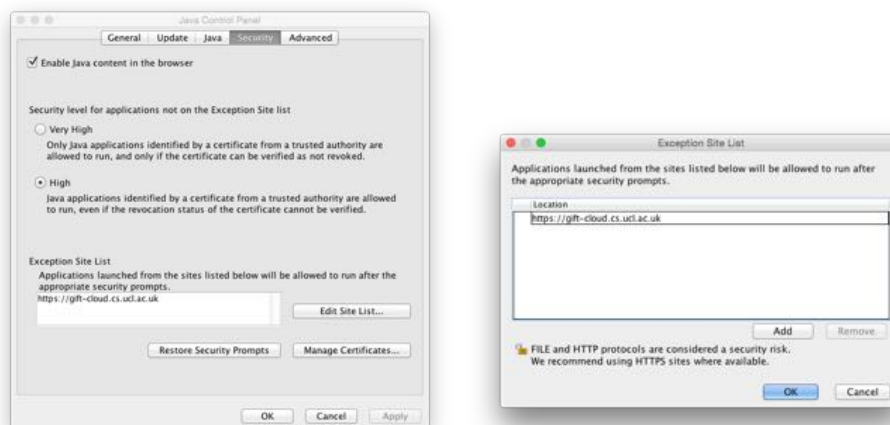 Java Control Panel
General Update Java Security Advanced
Enable Java content in the browser
Security level for applications not on the Exception Site list
Very High
Only Java applications identified by a certificate from a trusted authority are
allowed to run, and only if the certificate can be verified as not revoked.
High
Java applications identified by a certificate from a trusted authority are allowed
to run, even if the revocation status of the certificate cannot be verified.
Exception Site List
Applications launched from the sites listed below will be allowed to run after the
appropriate security prompts.
https://gift-cloud.cs.ucl.ac.uk
Edit Site List...
Restore Security Prompts Manage Certificates...
OK Cancel Apply
Exception Site List
Applications launched from the sites listed below will be allowed to run after
the appropriate security prompts.
Location
https://gift-cloud.cs.ucl.ac.uk
Add Remove
FILE and HTTP protocols are considered a security risk.
We recommend using HTTPS sites where available.
OK Cancel